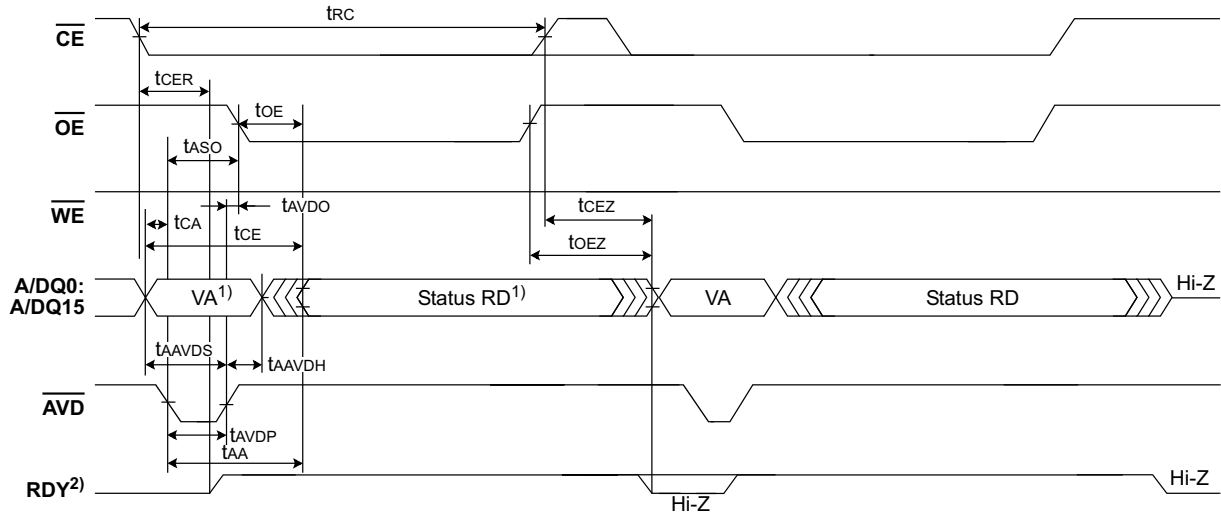 tRC
CE
tCER
tOE
OE
tASO
tAVDO
WE
tCA
tCEZ
tCE
tOEZ
A/DQ0:
A/DQ15
VA1)
Status RD1)
VA
Status RD
Hi-Z
tAAVDS
tAAVDH
AVD
tAVDP
tAA
RDY2)
Hi-Z
Hi-Z